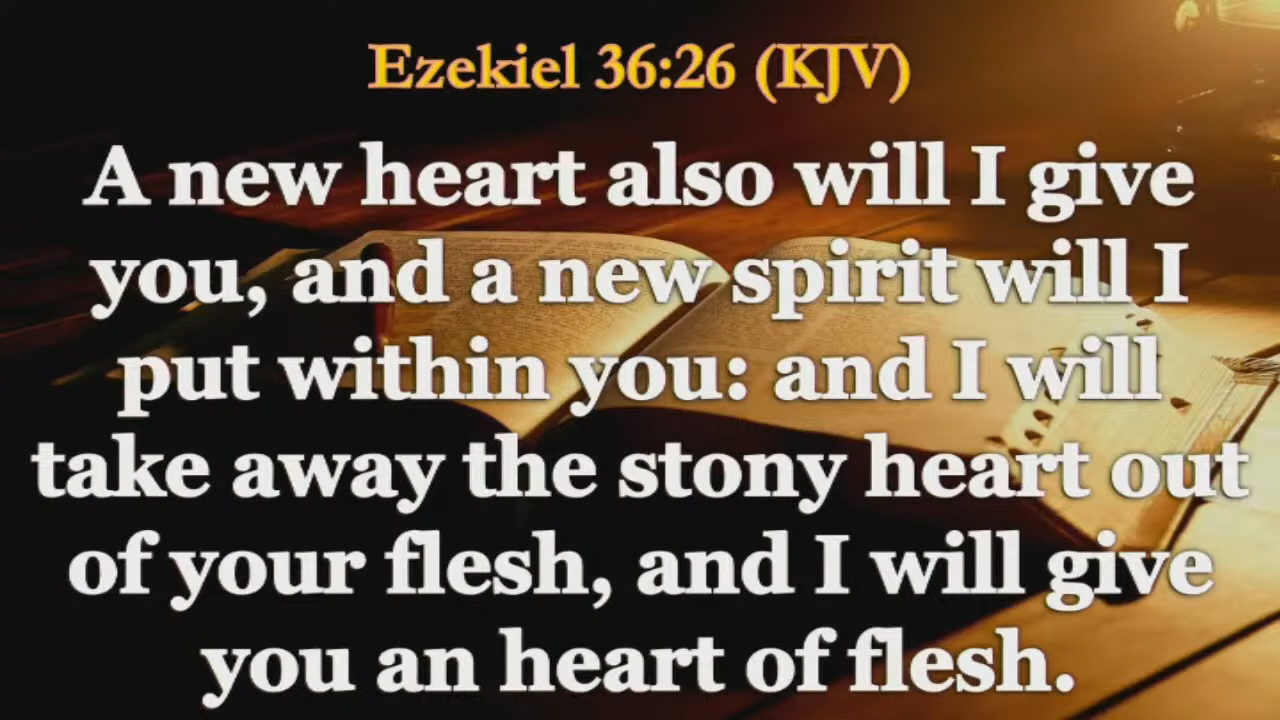 Ezekiel 36:26 (KJV)
A new heart also will I give
you, and a new spirit will I
put within you: and I will
take away the stony heart out
of your flesh, and I will give
you an heart of flesh.